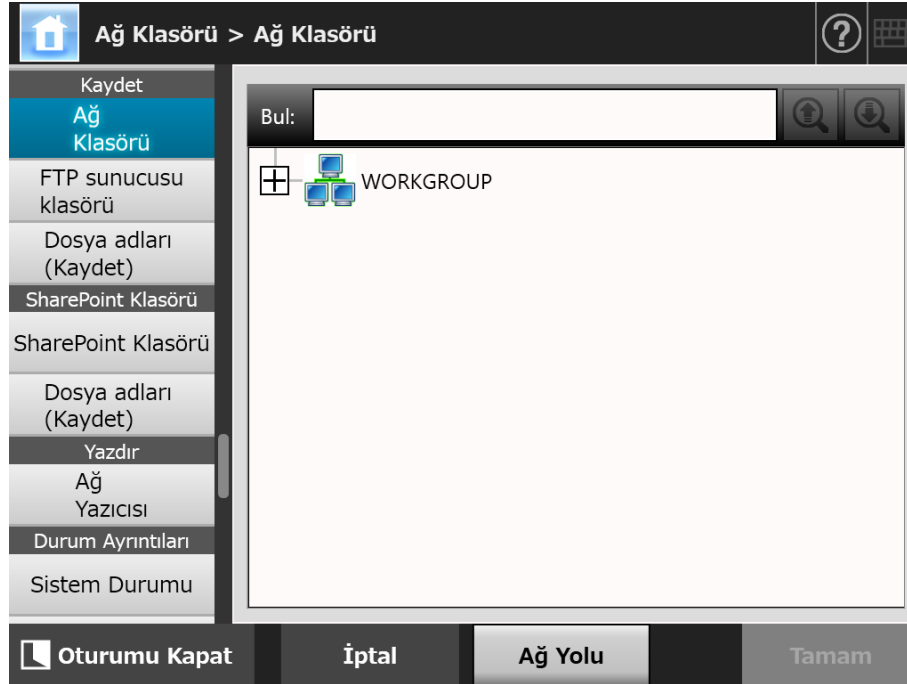 Ağ Klasörü > Ağ Klasörü
?
Kaydet
Ağ
Klasörü
FTP sunucusu
klasörü
Dosya adları
(Kaydet)
SharePoint Klasörü
SharePoint Klasörü
Dosya adları
(Kaydet)
Yazdır
Ağ
Yazıcısı
Durum Ayrıntıları
Sistem Durumu
Bul:
WORKGROUP
Oturumu Kapat
İptal
Ağ Yolu
Tamam